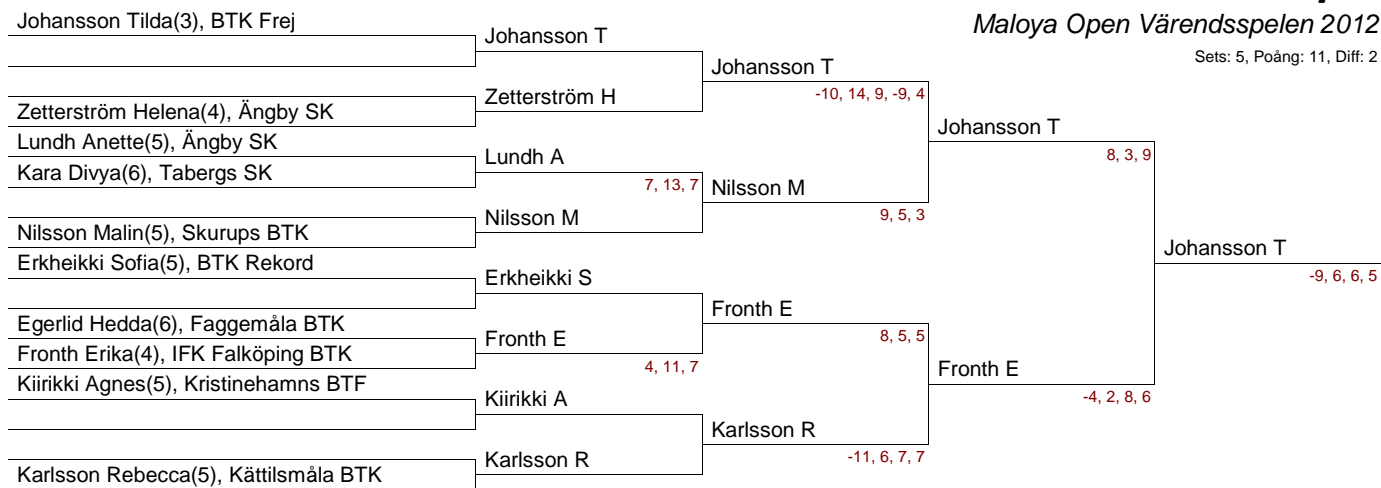 Maloya Open Värendsspelen 2012
Sets: 5, Poång: 11, Diff: 2
Johansson Tilda(3), BTK Frej
Zetterström Helena(4), Ängby SK
Lundh Anette(5), Ängby SK
Kara Divya(6), Tabergs SK
Nilsson Malin(5), Skurups BTK
Erkheikki Sofia(5), BTK Rekord
Egerlid Hedda(6), Faggemåla BTK
Fronth Erika(4), IFK Falköping BTK
Kiirikki Agnes(5), Kristinehamns BTF
Karlsson Rebecca(5), Kättilsmåla BTK
Johansson T
Zetterström H
Lundh A
7, 13, 7
Nilsson M
Erkheikki S
Fronth E
4, 11, 7
Kiirikki A
Karlsson R
Johansson T
-10, 14, 9, -9, 4
Nilsson M
9, 5, 3
Fronth E
8, 5, 5
Karlsson R
-11, 6, 7, 7
Johansson T
8, 3, 9
Fronth E
-4, 2, 8, 6
Johansson T
-9, 6, 6, 5